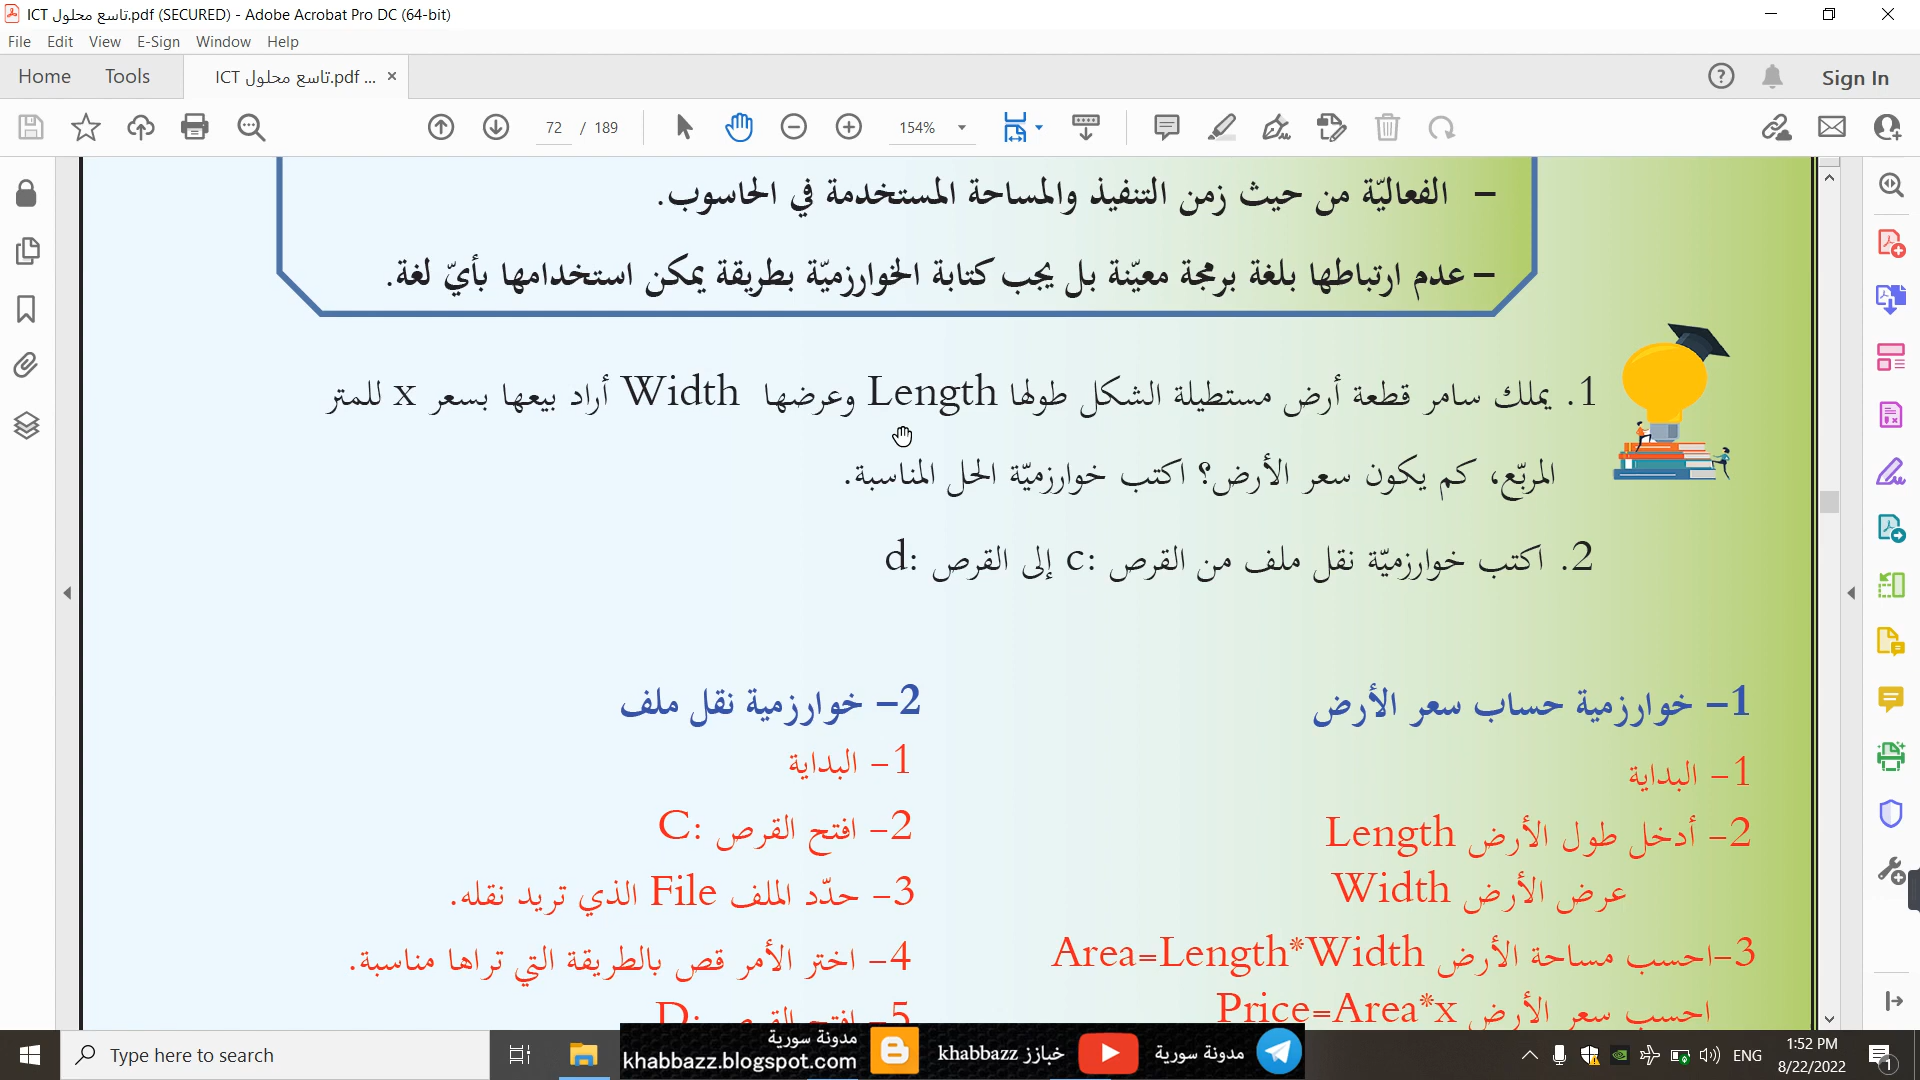 تاسع محلول ICT.pdf (SECURED) - Adobe Acrobat Pro DC (64-bit)
File Edit View E-Sign Window Help
Home Tools تاسع محلول ICT.pdf ... × Sign In
72 / 189 154%
– الفعاليّة من حيث زمن التنفيذ والمساحة المستخدمة في الحاسوب.
– عدم ارتباطها بلغة برمجة معيّنة بل يجب كتابة الخوارزميّة بطريقة يمكن استخدامها بأيّ لغة.
1. يملك سامر قطعة أرض مستطيلة الشكل طولها Length وعرضها Width أراد بيعها بسعر x للمتر
المربّع، كم يكون سعر الأرض؟ اكتب خوارزميّة الحل المناسبة.
2. اكتب خوارزميّة نقل ملف من القرص c: إلى القرص d:
1– خوارزمية حساب سعر الأرض
1– البداية
2– أدخل طول الأرض Length
عرض الأرض Width
3–احسب مساحة الأرض Area=Length*Width
احسب سعر الأرض Price=Area*x
2– خوارزمية نقل ملف
1– البداية
2– افتح القرص C:
3– حدّد الملف File الذي تريد نقله.
4– اختر الأمر قص بالطريقة التي تراها مناسبة.
5– افتح القرص D:
Type here to search
مدونة سورية
khabbazz.blogspot.com
khabbazz خبازز
مدونة سورية
ENG
1:52 PM
8/22/2022
1